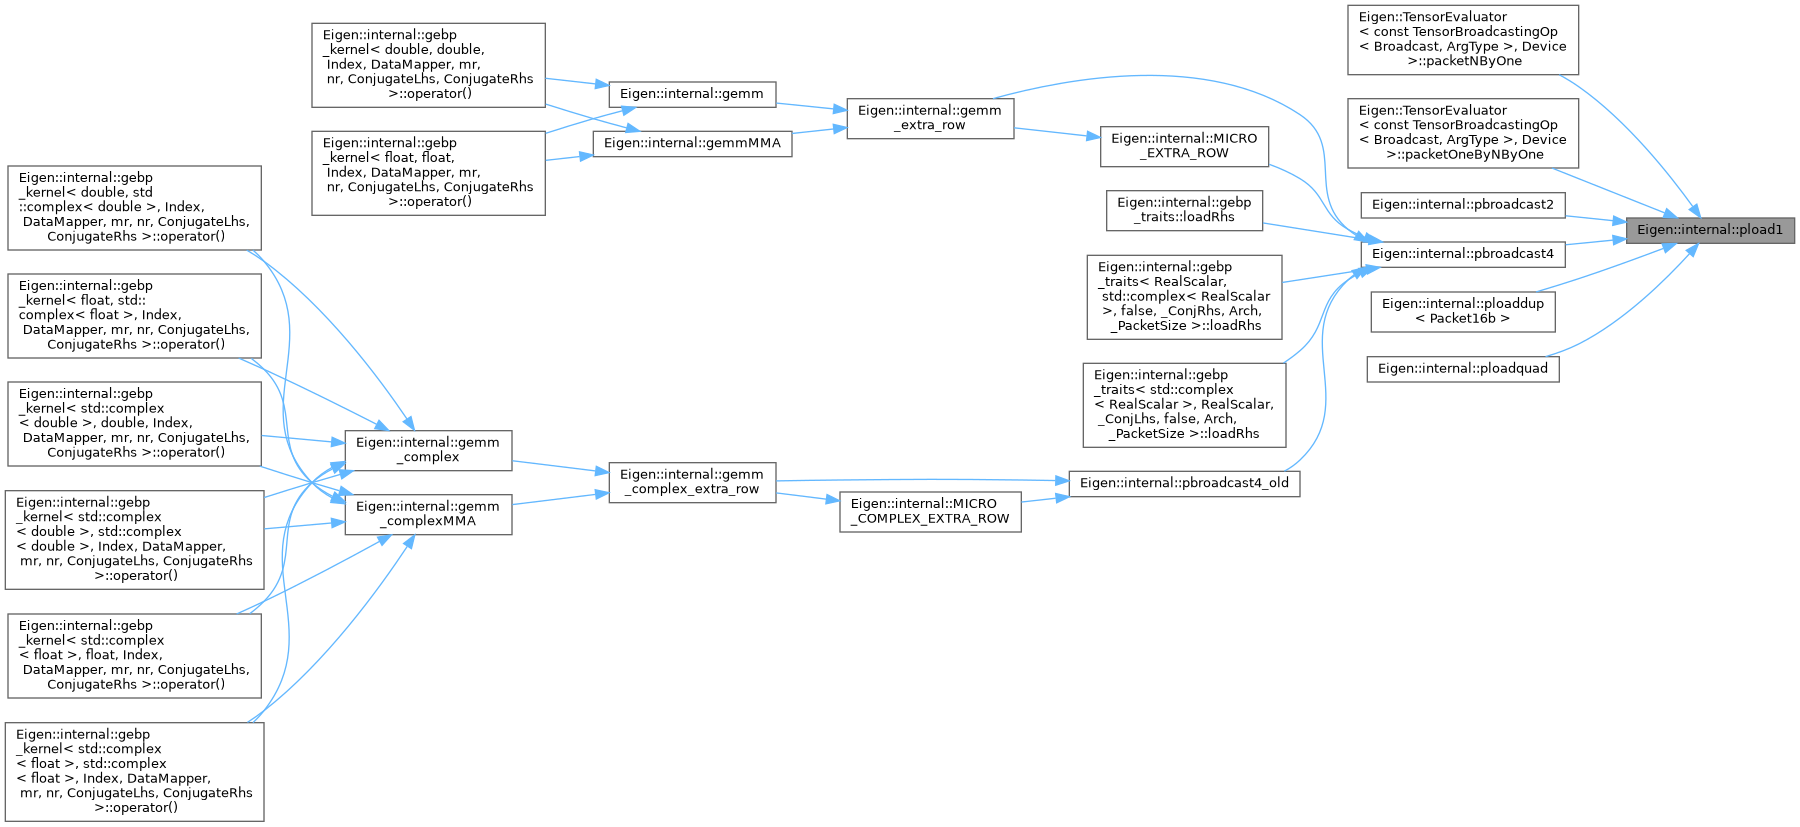 Eigen::TensorEvaluator
< const TensorBroadcastingOp
< Broadcast, ArgType >, Device
>::packetNByOne
Eigen::internal::gebp
_kernel< double, double,
Index, DataMapper, mr,
nr, ConjugateLhs, ConjugateRhs
>::operator()
Eigen::internal::gemm
Eigen::internal::gemm
_extra_row
Eigen::TensorEvaluator
< const TensorBroadcastingOp
< Broadcast, ArgType >, Device
>::packetOneByNByOne
Eigen::internal::gebp
_kernel< float, float,
Index, DataMapper, mr,
nr, ConjugateLhs, ConjugateRhs
>::operator()
Eigen::internal::gemmMMA
Eigen::internal::MICRO
_EXTRA_ROW
Eigen::internal::gebp
_kernel< double, std
::complex< double >, Index,
DataMapper, mr, nr, ConjugateLhs,
ConjugateRhs >::operator()
Eigen::internal::gebp
_traits::loadRhs
Eigen::internal::pbroadcast2
Eigen::internal::pload1
Eigen::internal::pbroadcast4
Eigen::internal::gebp
_traits< RealScalar,
std::complex< RealScalar
>, false, _ConjRhs, Arch,
_PacketSize >::loadRhs
Eigen::internal::ploaddup
< Packet16b >
Eigen::internal::gebp
_kernel< float, std::
complex< float >, Index,
DataMapper, mr, nr, ConjugateLhs,
ConjugateRhs >::operator()
Eigen::internal::ploadquad
Eigen::internal::gebp
_traits< std::complex
< RealScalar >, RealScalar,
_ConjLhs, false, Arch,
_PacketSize >::loadRhs
Eigen::internal::gebp
_kernel< std::complex
< double >, double, Index,
DataMapper, mr, nr, ConjugateLhs,
ConjugateRhs >::operator()
Eigen::internal::gemm
_complex
Eigen::internal::gemm
_complex_extra_row
Eigen::internal::pbroadcast4_old
Eigen::internal::gemm
_complexMMA
Eigen::internal::MICRO
_COMPLEX_EXTRA_ROW
Eigen::internal::gebp
_kernel< std::complex
< double >, std::complex
< double >, Index, DataMapper,
mr, nr, ConjugateLhs, ConjugateRhs
>::operator()
Eigen::internal::gebp
_kernel< std::complex
< float >, float, Index,
DataMapper, mr, nr, ConjugateLhs,
ConjugateRhs >::operator()
Eigen::internal::gebp
_kernel< std::complex
< float >, std::complex
< float >, Index, DataMapper,
mr, nr, ConjugateLhs, ConjugateRhs
>::operator()